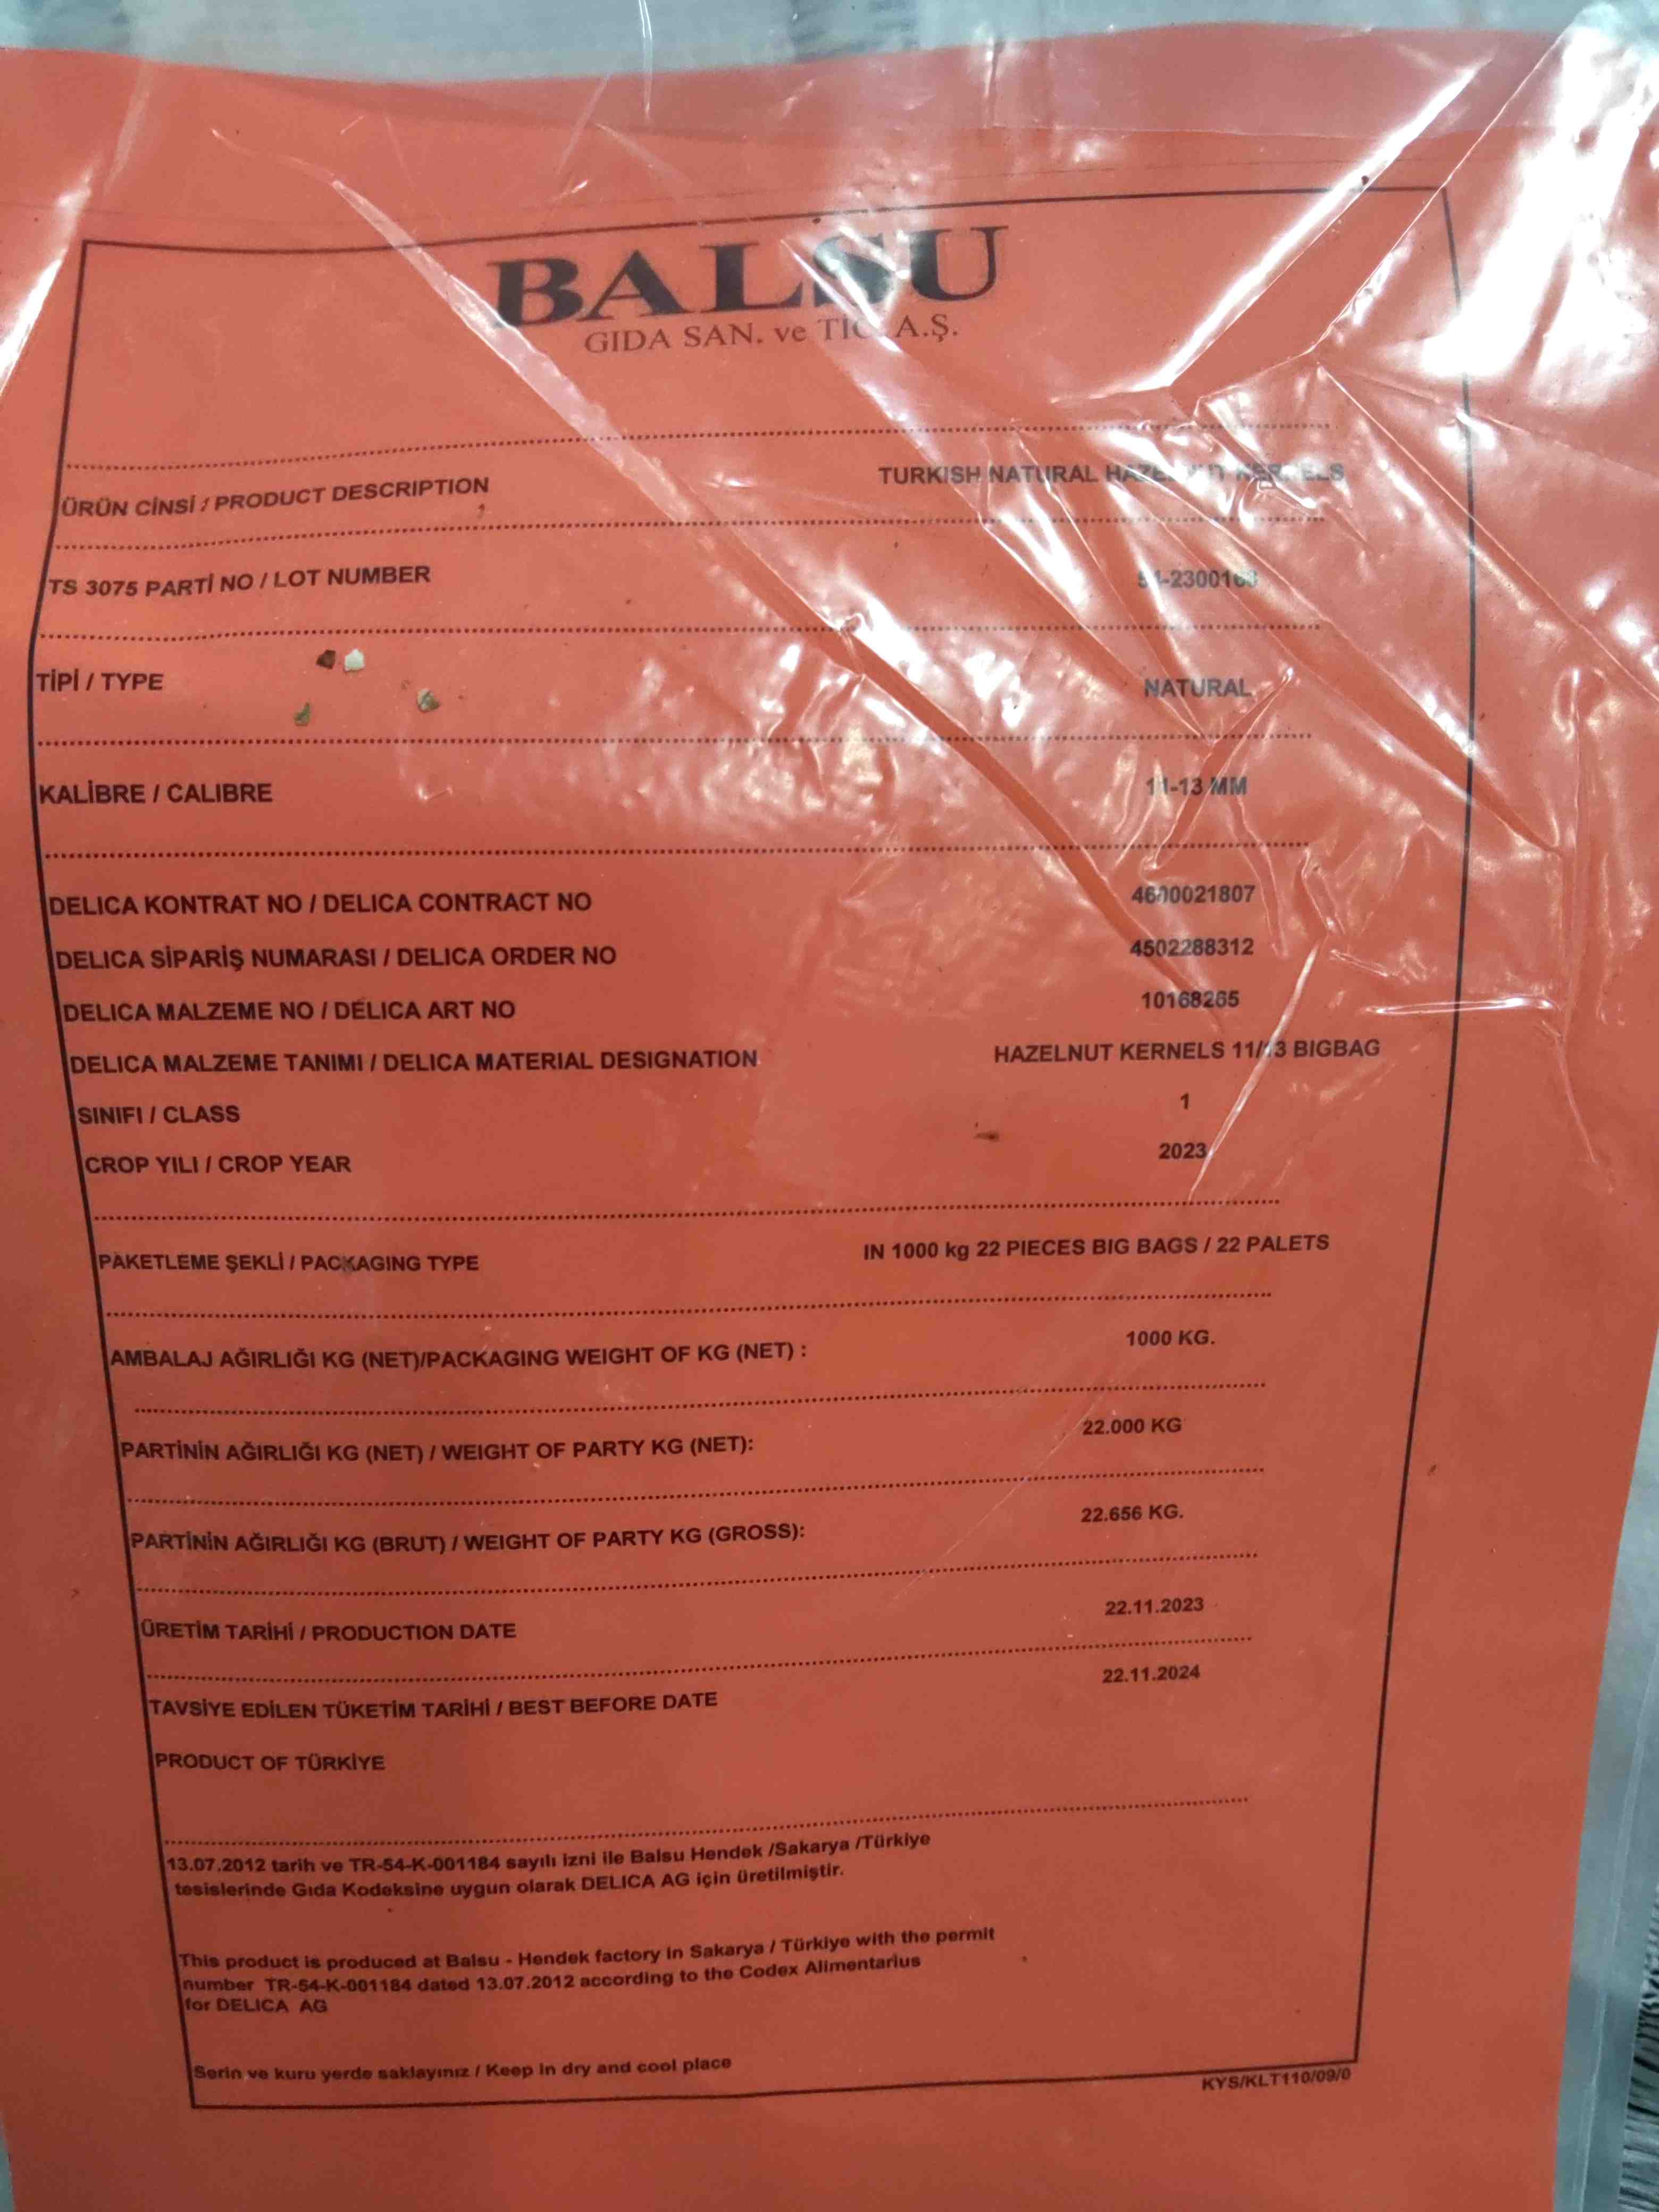 BALSU
GIDA SAN. ve TİC. A.Ş.
ÜRÜN CİNSİ / PRODUCT DESCRIPTION TURKISH NATURAL HAZELNUT KERNELS
TS 3075 PARTİ NO / LOT NUMBER
TİPİ / TYPE NATURAL
KALİBRE / CALIBRE 11-13 MM
DELICA KONTRAT NO / DELICA CONTRACT NO 4600021807
DELICA SİPARİŞ NUMARASI / DELICA ORDER NO 4502288312
DELICA MALZEME NO / DELICA ART NO 10168265
DELICA MALZEME TANIMI / DELICA MATERIAL DESIGNATION HAZELNUT KERNELS 11/13 BIGBAG
SINIFI / CLASS 1
CROP YILI / CROP YEAR 2023
PAKETLEME ŞEKLİ / PACKAGING TYPE IN 1000 kg 22 PIECES BIG BAGS / 22 PALETS
AMBALAJ AĞIRLIĞI KG (NET)/PACKAGING WEIGHT OF KG (NET) : 1000 KG.
PARTİNİN AĞIRLIĞI KG (NET) / WEIGHT OF PARTY KG (NET): 22.000 KG
PARTİNİN AĞIRLIĞI KG (BRUT) / WEIGHT OF PARTY KG (GROSS): 22.656 KG.
ÜRETİM TARİHİ / PRODUCTION DATE 22.11.2023
TAVSİYE EDİLEN TÜKETİM TARİHİ / BEST BEFORE DATE 22.11.2024
PRODUCT OF TÜRKİYE
13.07.2012 tarih ve TR-54-K-001184 sayılı izni ile Balsu Hendek /Sakarya /Türkiye
tesislerinde Gıda Kodeksine uygun olarak DELICA AG için üretilmiştir.
This product is produced at Balsu - Hendek factory in Sakarya / Türkiye with the permit
number TR-54-K-001184 dated 13.07.2012 according to the Codex Alimentarius
for DELICA AG
Serin ve kuru yerde saklayınız / Keep in dry and cool place
KYS/KLT110/09/0